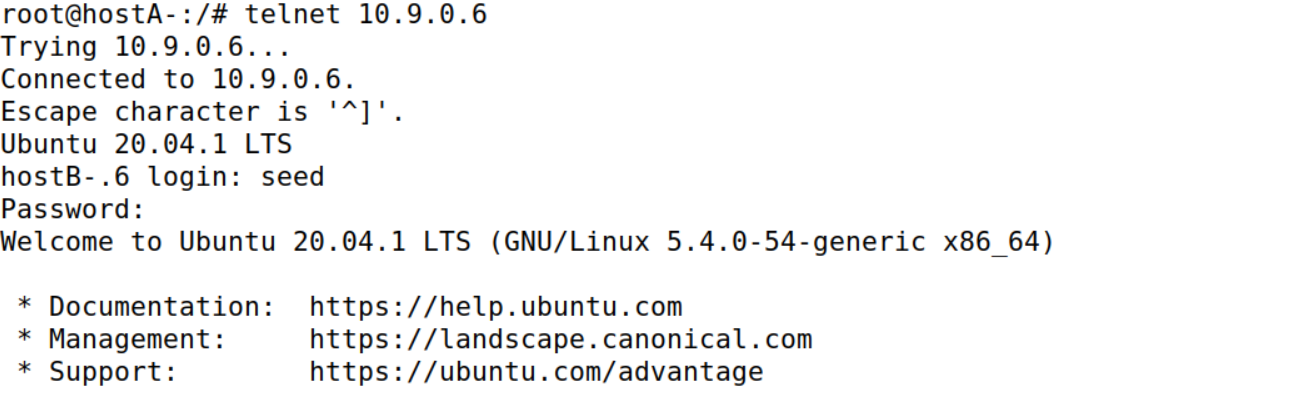 root@hostA-:/# telnet 10.9.0.6
Trying 10.9.0.6...
Connected to 10.9.0.6.
Escape character is '^]'.
Ubuntu 20.04.1 LTS
hostB-.6 login: seed
Password:
Welcome to Ubuntu 20.04.1 LTS (GNU/Linux 5.4.0-54-generic x86_64)

 * Documentation:  https://help.ubuntu.com
 * Management:     https://landscape.canonical.com
 * Support:        https://ubuntu.com/advantage